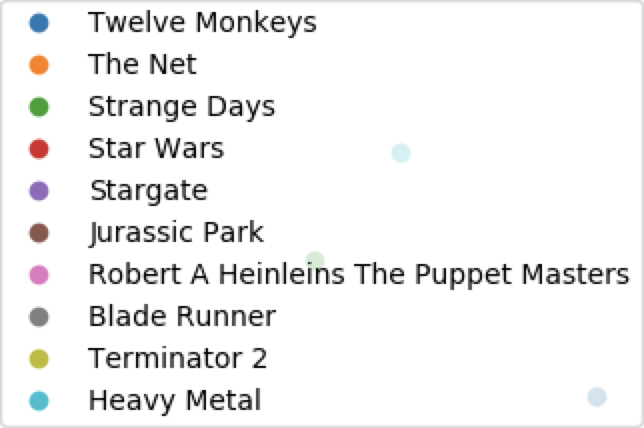 Twelve Monkeys
The Net
Strange Days
Star Wars
Stargate
Jurassic Park
Robert A Heinleins The Puppet Masters
Blade Runner
Terminator 2
Heavy Metal